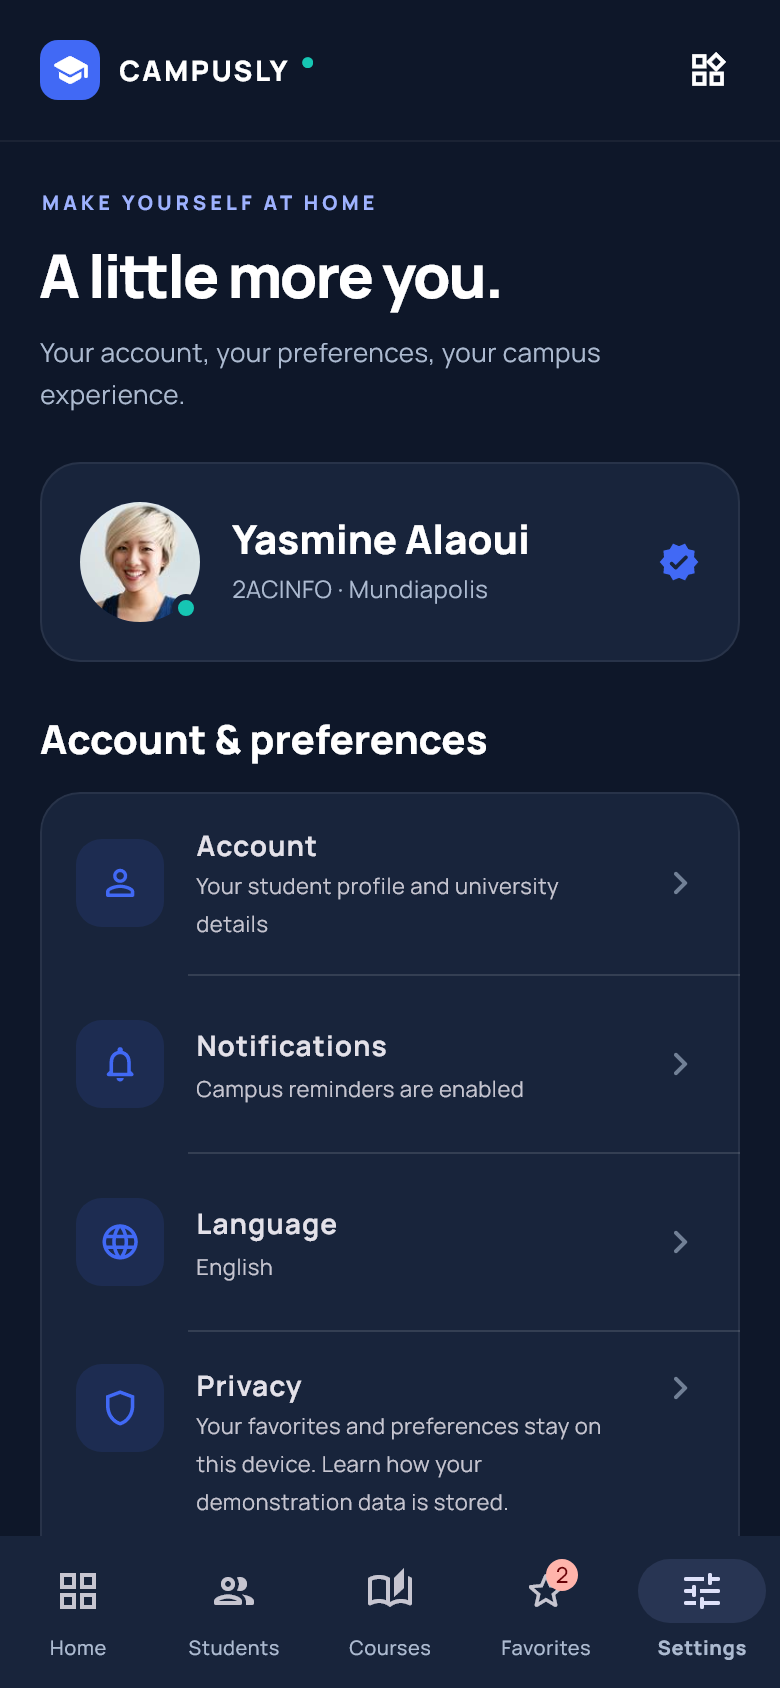 CAMPUSLY
MAKE YOURSELF AT HOME
A little more you.
Your account, your preferences, your campus
experience.
Yasmine Alaoui
2ACINFO · Mundiapolis
Account & preferences
Account
Your student profile and university
details
Notifications
Campus reminders are enabled
Language
English
Privacy
Your favorites and preferences stay on
this device. Learn how your
demonstration data is stored.
2
Home
Students
Courses
Favorites
Settings